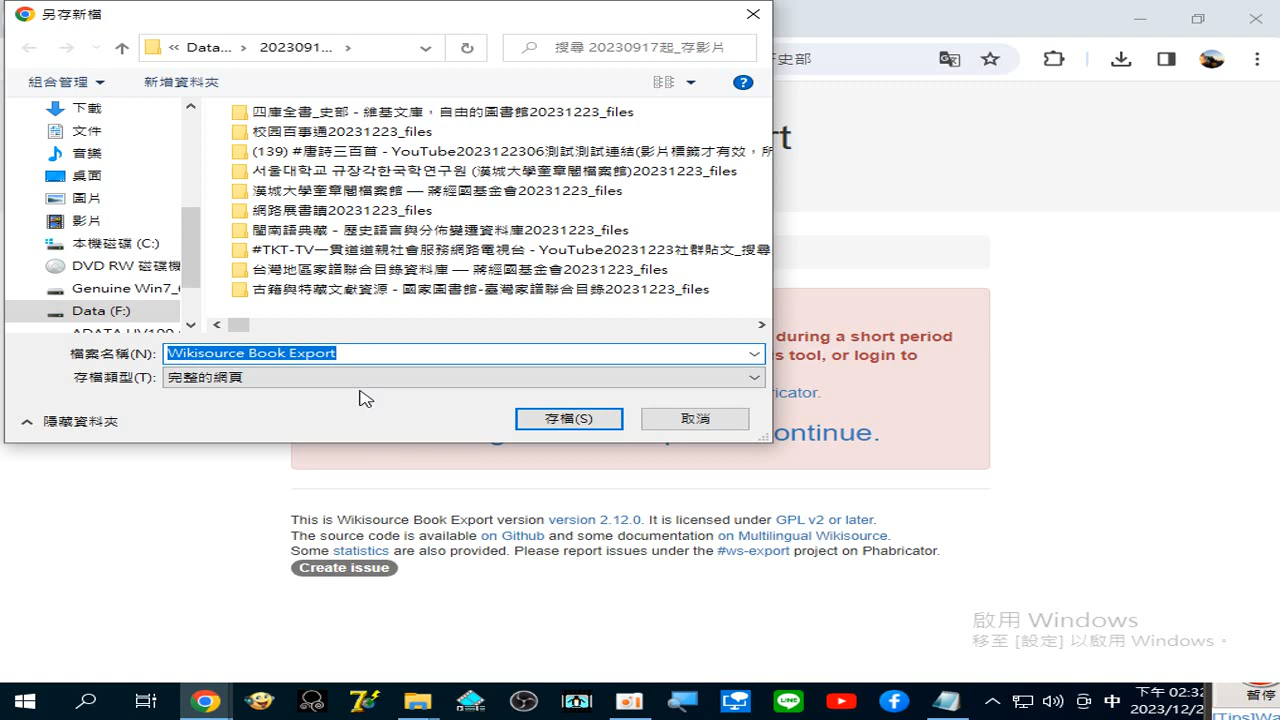 另存新檔
« Data... › 2023091... ›
搜尋 20230917起_存影片
組合管理
新增資料夾
下載
文件
音樂
桌面
圖片
影片
本機磁碟 (C:)
DVD RW 磁碟機
Genuine Win7_
Data (F:)
四庫全書_史部 - 維基文庫，自由的圖書館20231223_files
校園百事通20231223_files
(139) #唐詩三百首 - YouTube2023122306測試測試連結(影片標籤才有效，所
서울대학교 규장각한국학연구원 (漢城大學奎章閣檔案館)20231223_files
漢城大學奎章閣檔案館 — 蔣經國基金會20231223_files
網路展書讀20231223_files
閩南語典藏 - 歷史語言與分佈變遷資料庫20231223_files
#TKT-TV一貫道道親社會服務網路電視台 - YouTube20231223社群貼文_搜尋
台灣地區家譜聯合目錄資料庫 — 蔣經國基金會20231223_files
古籍與特藏文獻資源 - 國家圖書館-臺灣家譜聯合目錄20231223_files
檔案名稱(N):
Wikisource Book Export
存檔類型(T):
完整的網頁
隱藏資料夾
存檔(S)
取消
史部
rt
during a short period
s tool, or login to
ricator.
ontinue.
This is Wikisource Book Export version version 2.12.0. It is licensed under GPL v2 or later.
The source code is available on Github and some documentation on Multilingual Wikisource.
Some statistics are also provided. Please report issues under the #ws-export project on Phabricator.
Create issue
啟用 Windows
移至 [設定] 以啟用 Windows。
中
下午 02:32
2023/12/2
暫停
[Tips]Wa